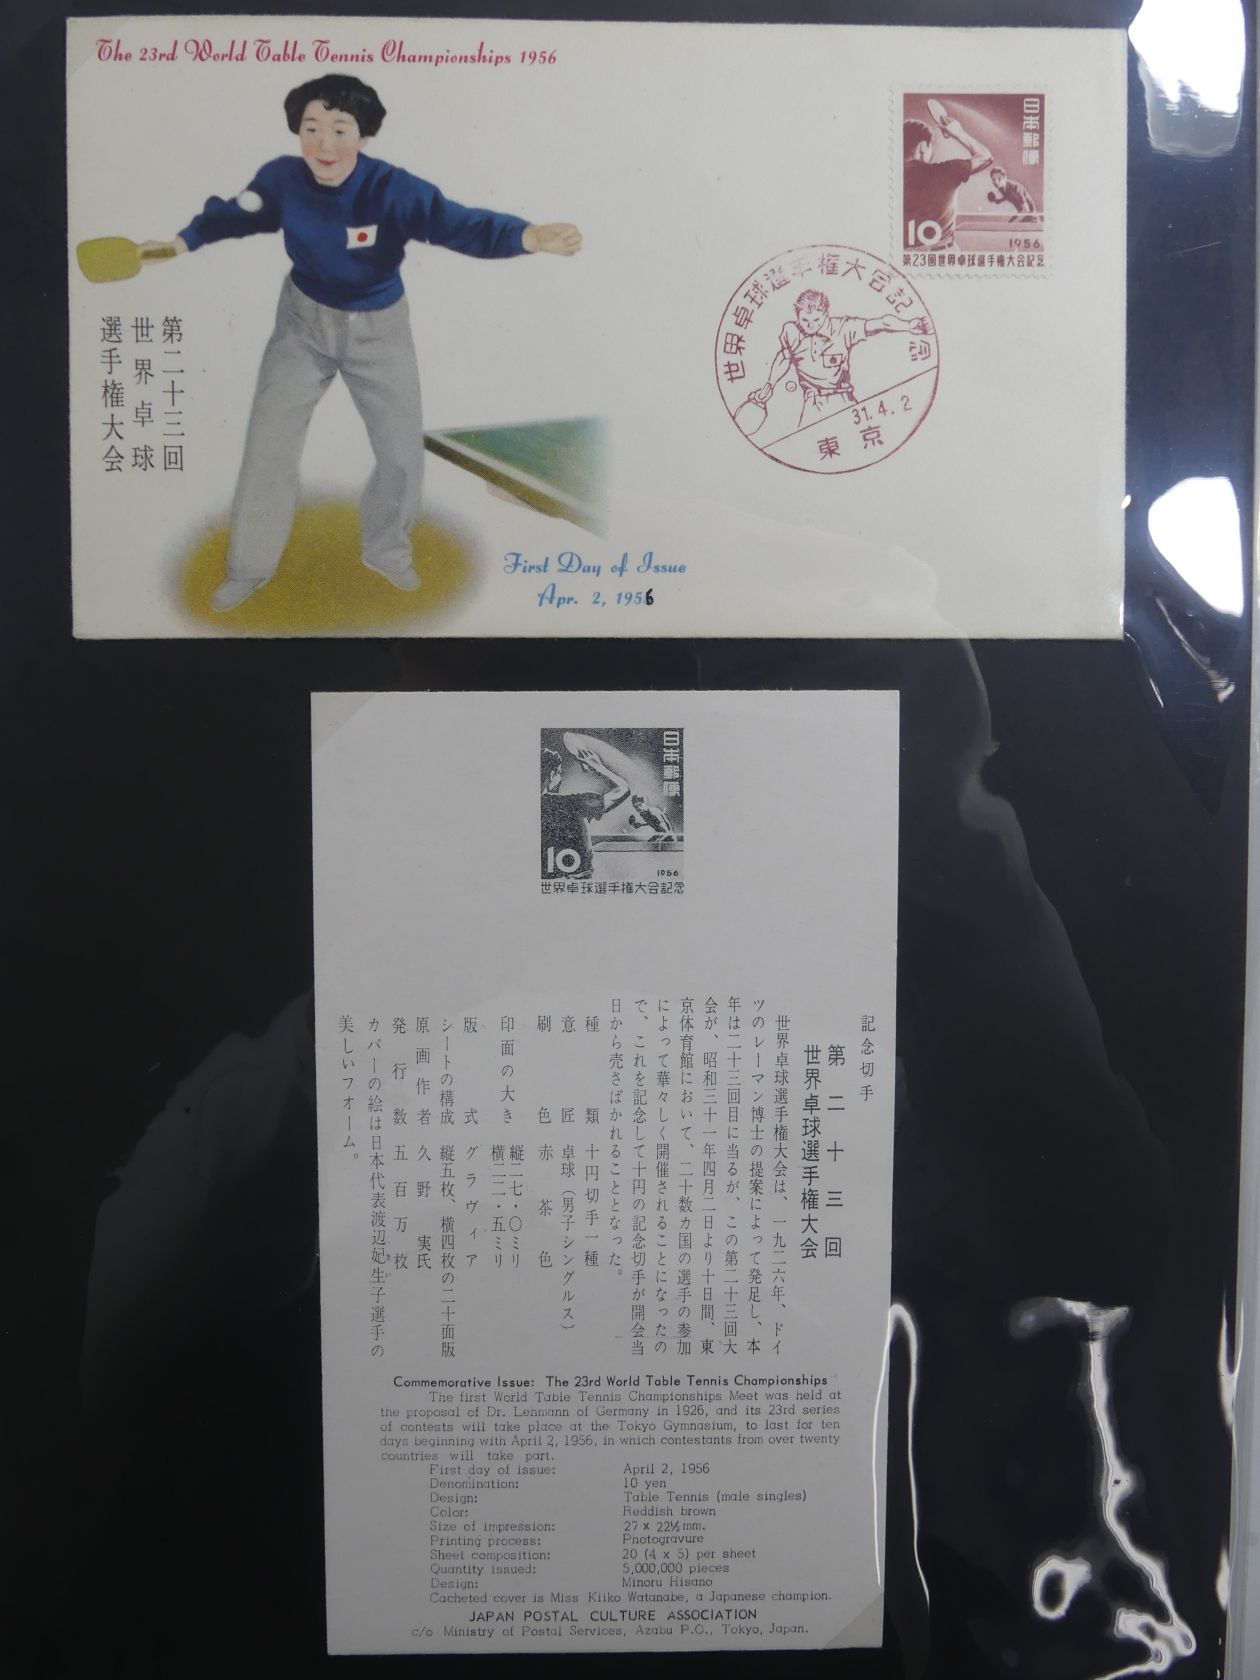 The 23rd World Table Tennis Championships 1956
日本郵便
10
1956
第23回世界卓球選手権大会記念
世界卓球選手権大会記念
31.4.2
東京
第二十三回
世界卓球
選手権大会
First Day of Issue
Apr. 2, 1956
日本郵便
10
1956
世界卓球選手権大会記念
記念切手
第二十三回
世界卓球選手権大会
世界卓球選手権大会は、一九二六年、ドイ
ツのレーマン博士の提案によって発足し、本
年は二十三回目に当るが、この第二十三回大
会が、昭和三十一年四月二日より十日間、東
京体育館において、二十数カ国の選手の参加
によって華々しく開催されることになったの
で、これを記念して十円の記念切手が開会当
日から売さばかれることとなった。
種類 十円切手一種
意匠 卓球(男子シングルス)
刷色 赤茶色
印面の大き 縦二七・〇ミリ
横二二・五ミリ
版式 グラヴィア
シートの構成 縦五枚、横四枚の二十面版
原画作者 久野実氏
発行数 五百万枚
カバーの絵は日本代表渡辺妃生子選手の
美しいフォーム。
Commemorative Issue: The 23rd World Table Tennis Championships
The first World Table Tennis Championships Meet was held at
the proposal of Dr. Lehmann of Germany in 1926, and its 23rd series
of contests will take place at the Tokyo Gymnasium, to last for ten
days beginning with April 2, 1956, in which contestants from over twenty
countries will take part.
First day of issue: April 2, 1956
Denomination: 10 yen
Design: Table Tennis (male singles)
Color: Reddish brown
Size of impression: 27 x 22½ mm.
Printing process: Photogravure
Sheet composition: 20 (4 x 5) per sheet
Quantity issued: 5,000,000 pieces
Design: Minoru Hisano
Cacheted cover is Miss Kiiko Watanabe, a Japanese champion.
JAPAN POSTAL CULTURE ASSOCIATION
c/o Ministry of Postal Services, Azabu P.O., Tokyo, Japan.